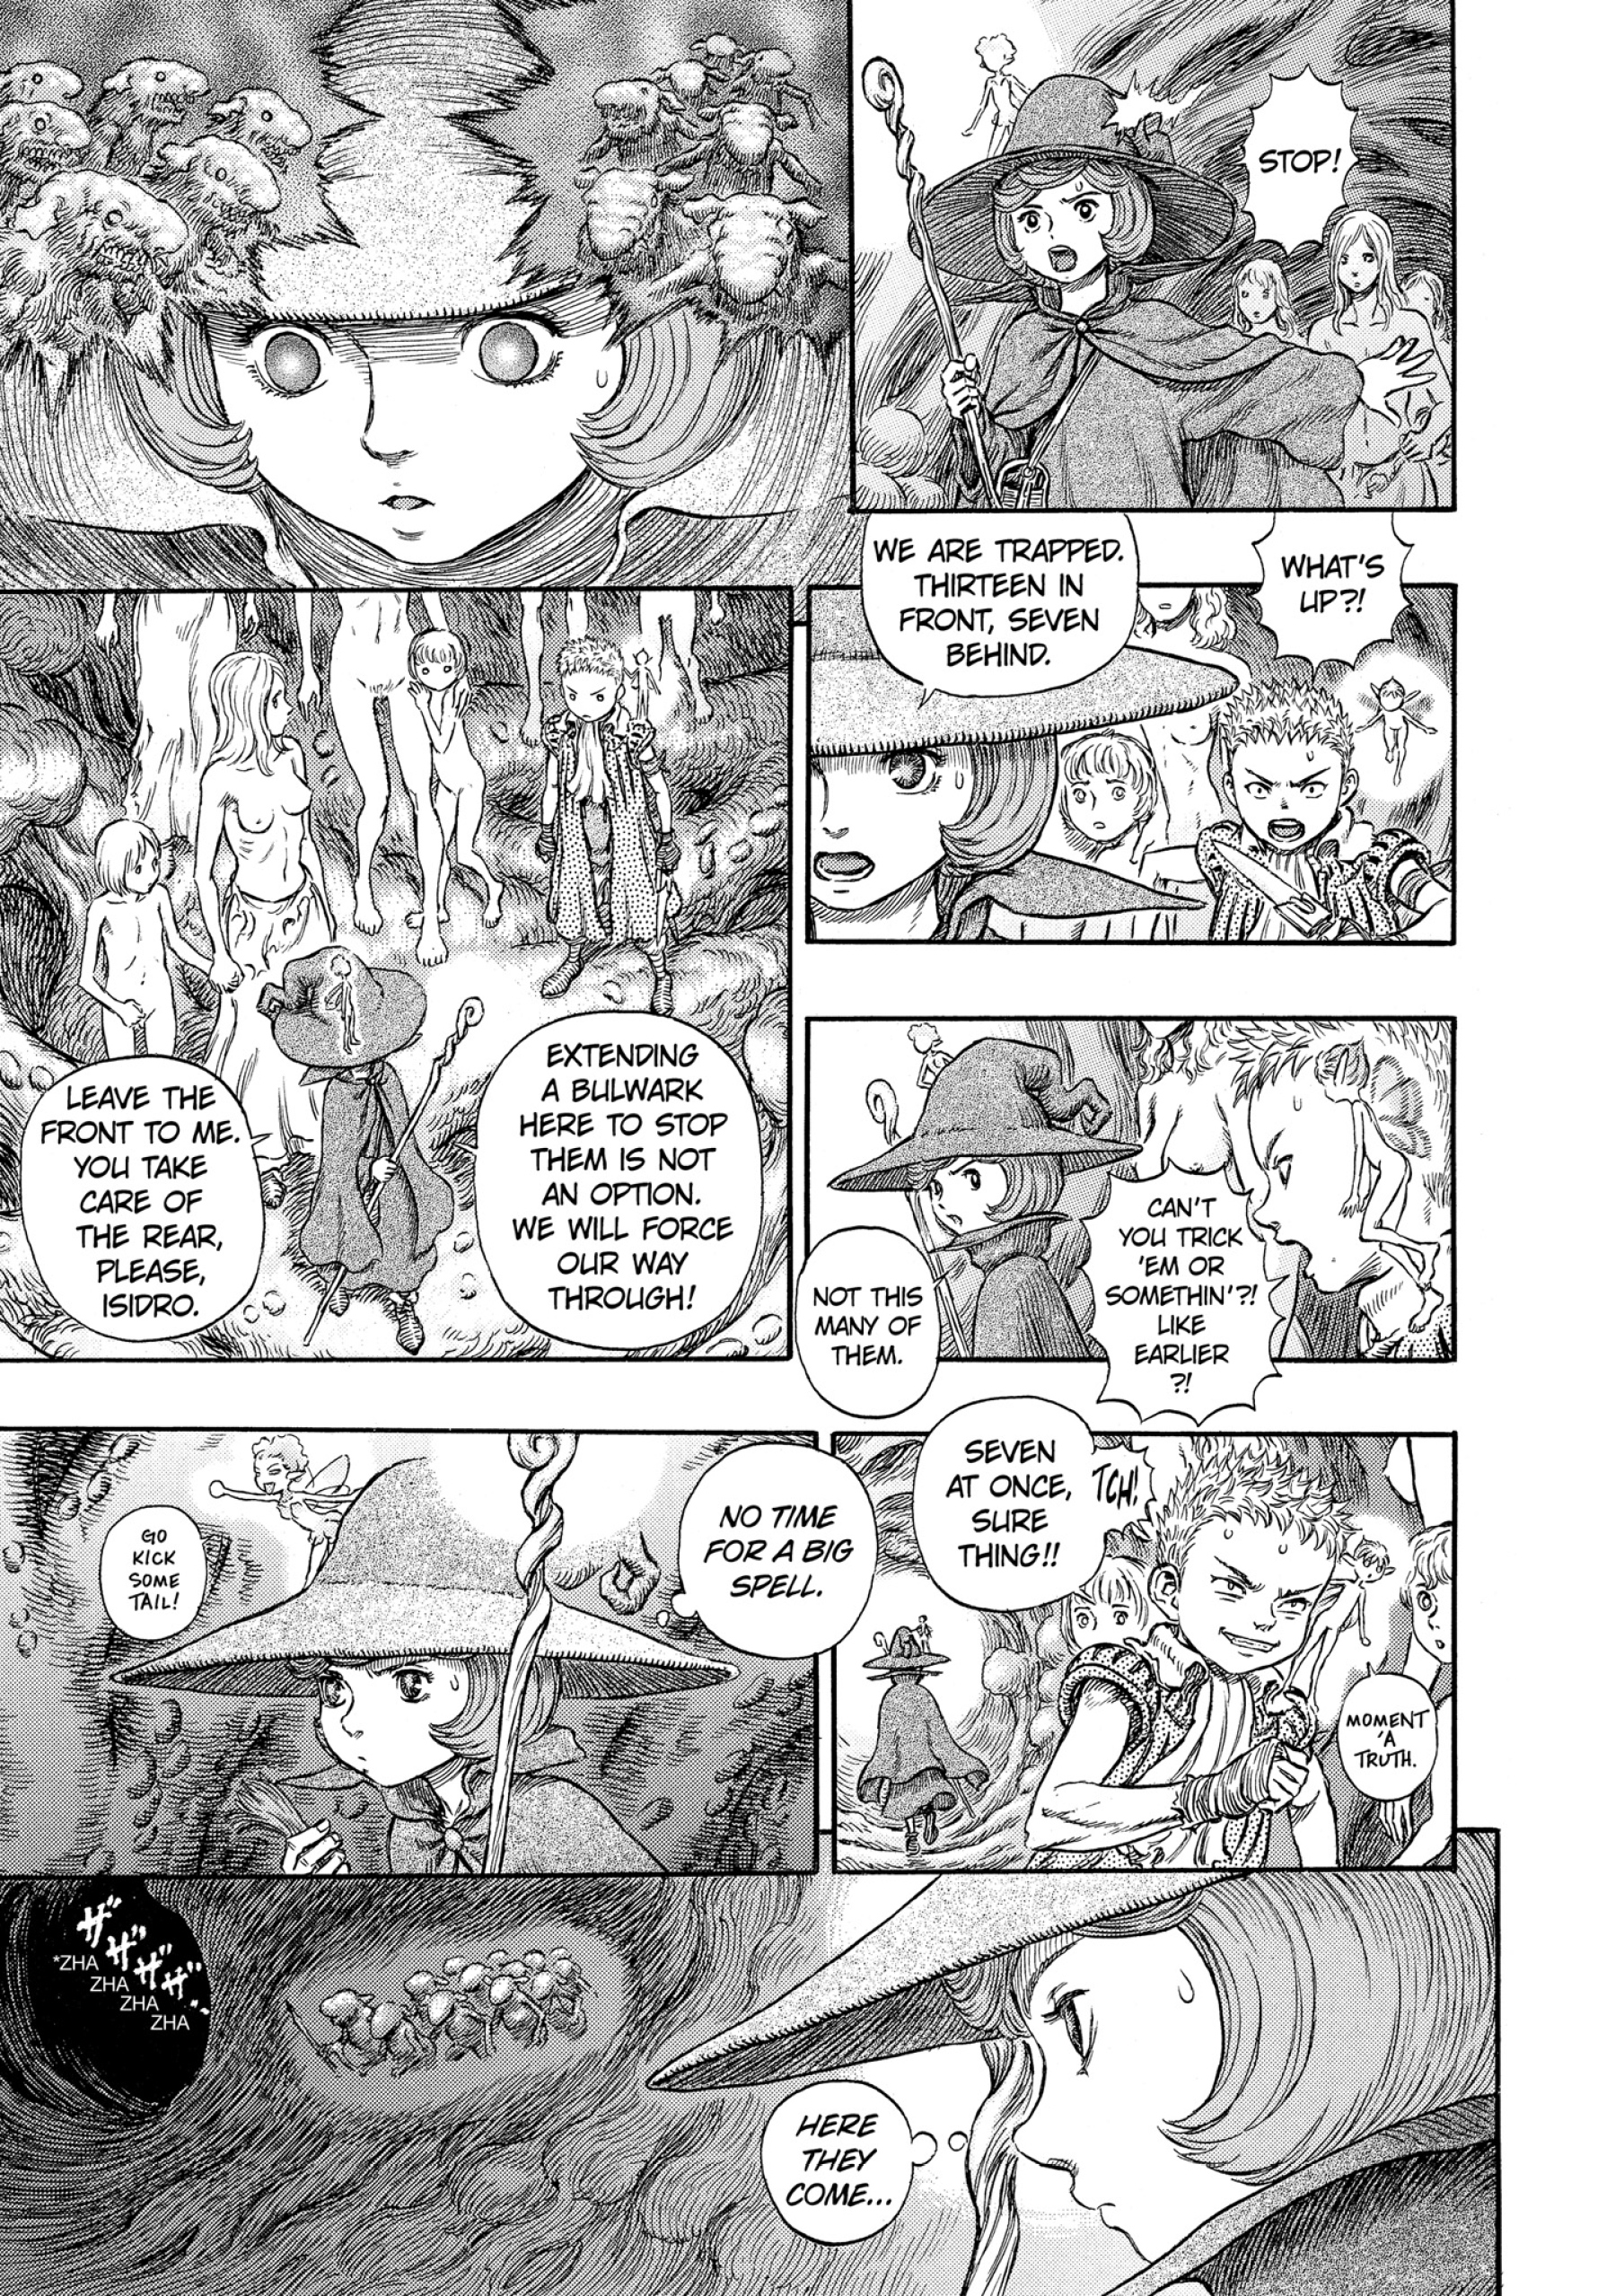 STOP!
WHAT'S
UP?!
WE ARE TRAPPED.
THIRTEEN IN
FRONT, SEVEN
BEHIND.
CAN'T
YOU TRICK
'EM OR
SOMETHIN'?!
LIKE
EARLIER
?!
NOT THIS
MANY OF
THEM.
EXTENDING
A BULWARK
HERE TO STOP
THEM IS NOT
AN OPTION.
WE WILL FORCE
OUR WAY
THROUGH!
LEAVE THE
FRONT TO ME.
YOU TAKE
CARE OF
THE REAR,
PLEASE,
ISIDRO.
TCH!
SEVEN
AT ONCE,
SURE
THING!!
MOMENT
'A
TRUTH.
NO TIME
FOR A BIG
SPELL.
GO
KICK
SOME
TAIL!
HERE
THEY
COME...
ザ゙ザ゙ザ゙ザ゙
*ZHA
ZHA
ZHA
ZHA